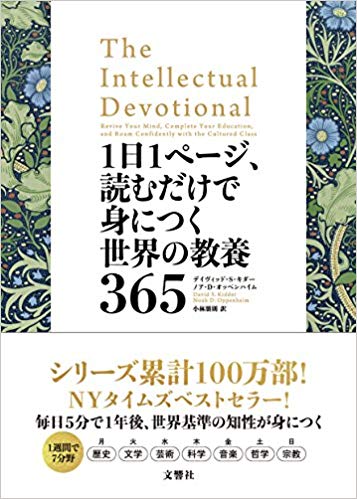 The
Intellectual
Devotional
Revive Your Mind, Complete Your Education,
and Roam Confidently with the Cultured Class
1日1ページ、
読むだけで
身につく
世界の教養
365
デイヴィッド・S・キダー
ノア・D・オッペンハイム
David S. Kidder
Noah D. Oppenheim
小林朋則 訳
シリーズ累計100万部!
NYタイムズベストセラー!
毎日5分で1年後、世界基準の知性が身につく
1週間で
7分野
月 火 水 木 金 土 日
歴史 文学 芸術 科学 音楽 哲学 宗教
文響社